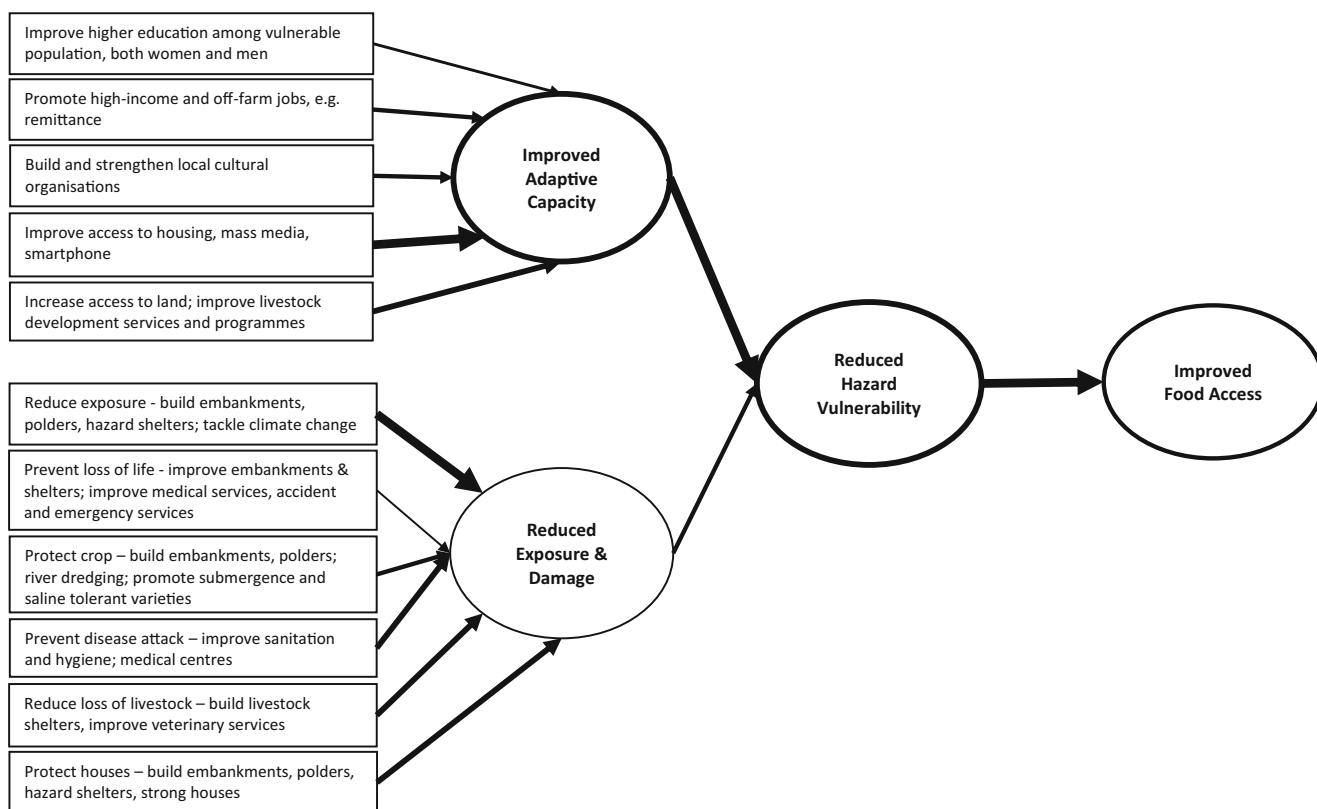 Improve higher education among vulnerable
population, both women and men
Promote high-income and off-farm jobs, e.g.
remittance
Build and strengthen local cultural
organisations
Improve access to housing, mass media,
smartphone
Increase access to land; improve livestock
development services and programmes
Improved
Adaptive
Capacity
Reduce exposure - build embankments,
polders, hazard shelters; tackle climate change
Prevent loss of life - improve embankments &
shelters; improve medical services, accident
and emergency services
Protect crop – build embankments, polders;
river dredging; promote submergence and
saline tolerant varieties
Prevent disease attack – improve sanitation
and hygiene; medical centres
Reduce loss of livestock – build livestock
shelters, improve veterinary services
Protect houses – build embankments, polders,
hazard shelters, strong houses
Reduced
Exposure &
Damage
Reduced
Hazard
Vulnerability
Improved
Food Access